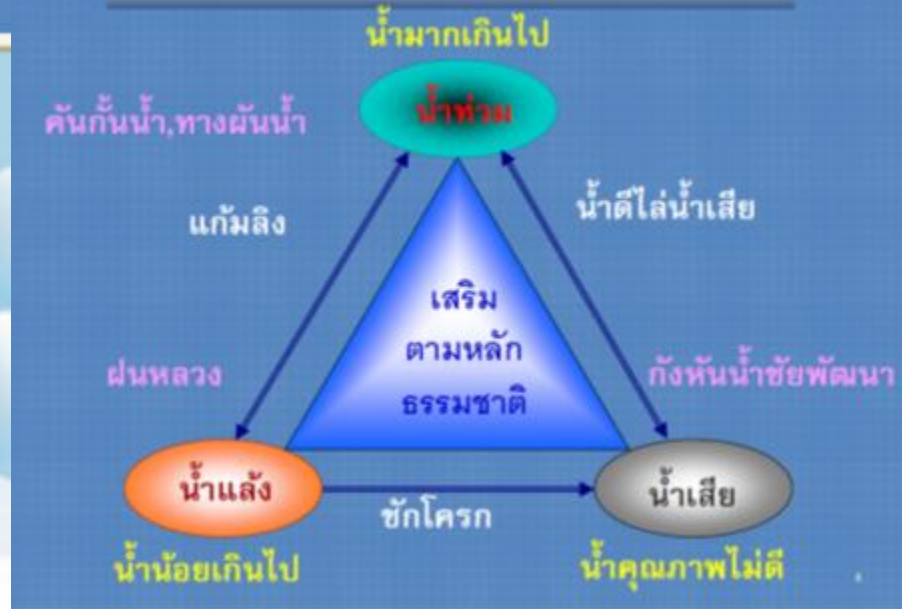 น้ำมากเกินไป
น้ำท่วม
คันกั้นน้ำ,ทางผันน้ำ
แก้มลิง
น้ำดีไล่น้ำเสีย
เสริม
ตามหลัก
ธรรมชาติ
ฝนหลวง
กังหันน้ำชัยพัฒนา
น้ำแล้ง
น้ำเสีย
ชักโครก
น้ำน้อยเกินไป
น้ำคุณภาพไม่ดี